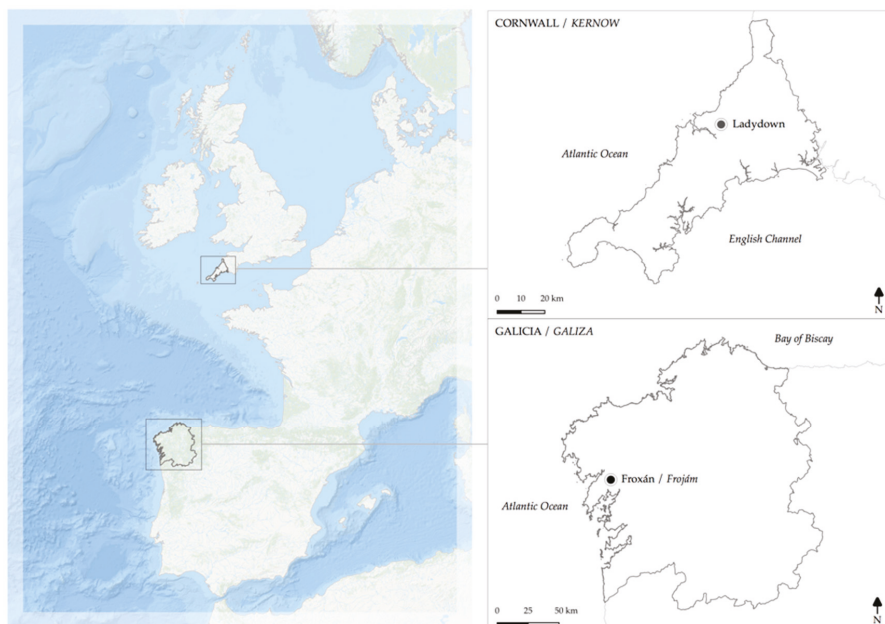 CORNWALL / KERNOW
Ladydown
Atlantic Ocean
English Channel
0 10 20 km
N
GALICIA / GALIZA
Bay of Biscay
Froxán / Frojám
Atlantic Ocean
0 25 50 km
N